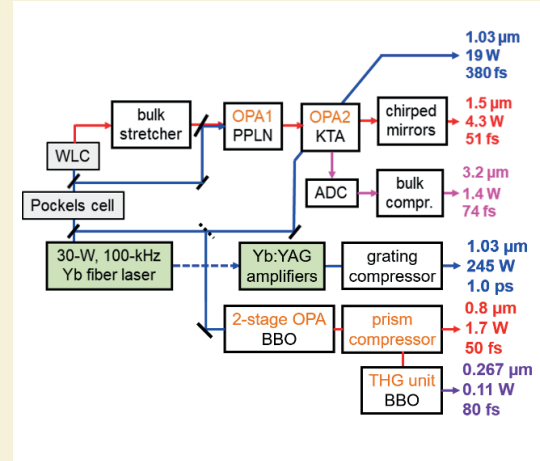 1.03 µm
19 W
380 fs
bulk
stretcher
OPA1
PPLN
OPA2
KTA
chirped
mirrors
1.5 µm
4.3 W
51 fs
WLC
ADC
bulk
compr.
3.2 µm
1.4 W
74 fs
Pockels cell
30-W, 100-kHz
Yb fiber laser
Yb:YAG
amplifiers
grating
compressor
1.03 µm
245 W
1.0 ps
2-stage OPA
BBO
prism
compressor
0.8 µm
1.7 W
50 fs
THG unit
BBO
0.267 µm
0.11 W
80 fs